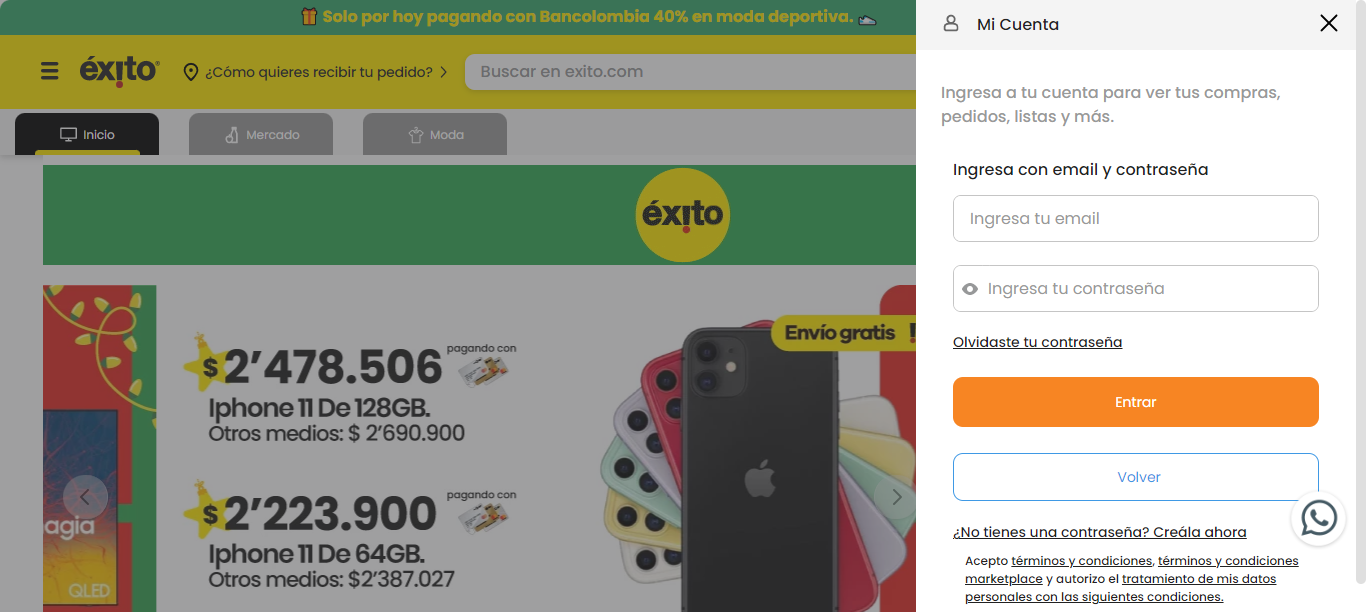 Solo por hoy pagando con Bancolombia 40% en moda deportiva.
éxito
¿Cómo quieres recibir tu pedido?
Buscar en exito.com
Inicio
Mercado
Moda
éxito
Envío gratis !
$2’478.506
pagando con
Iphone 11 De 128GB.
Otros medios: $ 2’690.900
$2’223.900
pagando con
Iphone 11 De 64GB.
Otros medios: $2’387.027
agia
QLED
Mi Cuenta
Ingresa a tu cuenta para ver tus compras,
pedidos, listas y más.
Ingresa con email y contraseña
Ingresa tu email
Ingresa tu contraseña
Olvidaste tu contraseña
Entrar
Volver
¿No tienes una contraseña? Creála ahora
Acepto términos y condiciones, términos y condiciones
marketplace y autorizo el tratamiento de mis datos
personales con las siguientes condiciones.